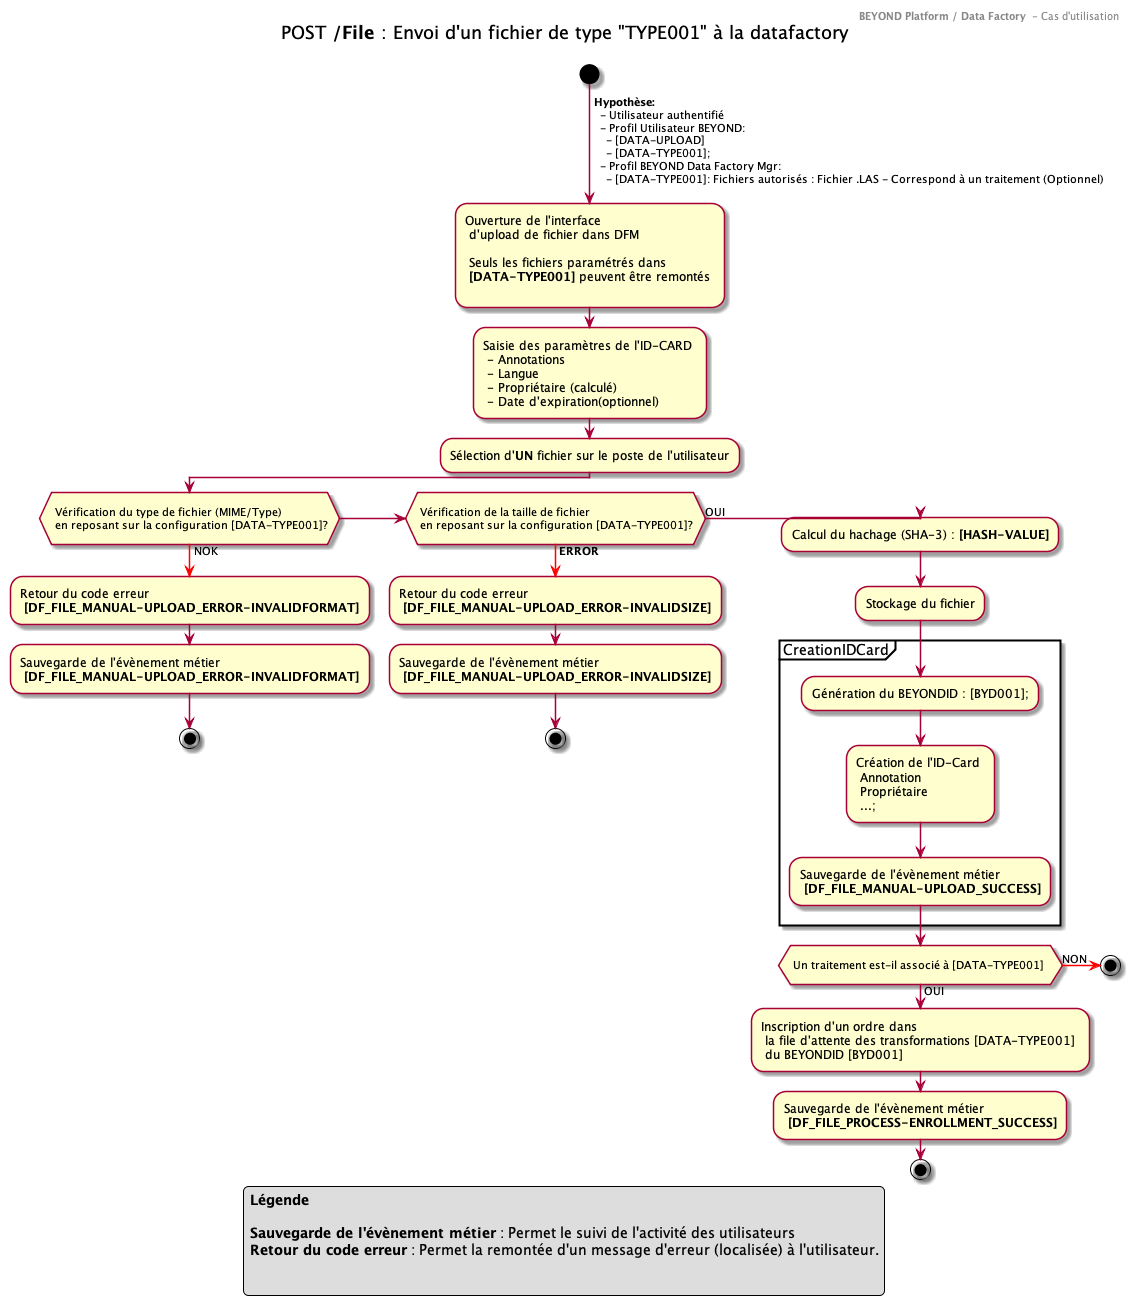 BEYOND Platform / Data Factory - Cas d'utilisation
POST /File : Envoi d'un fichier de type "TYPE001" à la datafactory
Hypothèse:
- Utilisateur authentifié
- Profil Utilisateur BEYOND:
- [DATA-UPLOAD]
- [DATA-TYPE001];
- Profil BEYOND Data Factory Mgr:
- [DATA-TYPE001]: Fichiers autorisés : Fichier .LAS - Correspond à un traitement (Optionnel)
Ouverture de l'interface
d'upload de fichier dans DFM
Seuls les fichiers paramétrés dans
[DATA-TYPE001] peuvent être remontés
Saisie des paramètres de l'ID-CARD
- Annotations
- Langue
- Propriétaire (calculé)
- Date d'expiration(optionnel)
Sélection d'UN fichier sur le poste de l'utilisateur
Vérification du type de fichier (MIME/Type)
en reposant sur la configuration [DATA-TYPE001]?
NOK
Retour du code erreur
[DF_FILE_MANUAL-UPLOAD_ERROR-INVALIDFORMAT]
Sauvegarde de l'évènement métier
[DF_FILE_MANUAL-UPLOAD_ERROR-INVALIDFORMAT]
Vérification de la taille de fichier
en reposant sur la configuration [DATA-TYPE001]?
OUI
ERROR
Retour du code erreur
[DF_FILE_MANUAL-UPLOAD_ERROR-INVALIDSIZE]
Sauvegarde de l'évènement métier
[DF_FILE_MANUAL-UPLOAD_ERROR-INVALIDSIZE]
Calcul du hachage (SHA-3) : [HASH-VALUE]
Stockage du fichier
CreationIDCard
Génération du BEYONDID : [BYD001];
Création de l'ID-Card
Annotation
Propriétaire
...;
Sauvegarde de l'évènement métier
[DF_FILE_MANUAL-UPLOAD_SUCCESS]
Un traitement est-il associé à [DATA-TYPE001]
NON
OUI
Inscription d'un ordre dans
la file d'attente des transformations [DATA-TYPE001]
du BEYONDID [BYD001]
Sauvegarde de l'évènement métier
[DF_FILE_PROCESS-ENROLLMENT_SUCCESS]
Légende
Sauvegarde de l'évènement métier : Permet le suivi de l'activité des utilisateurs
Retour du code erreur : Permet la remontée d'un message d'erreur (localisée) à l'utilisateur.